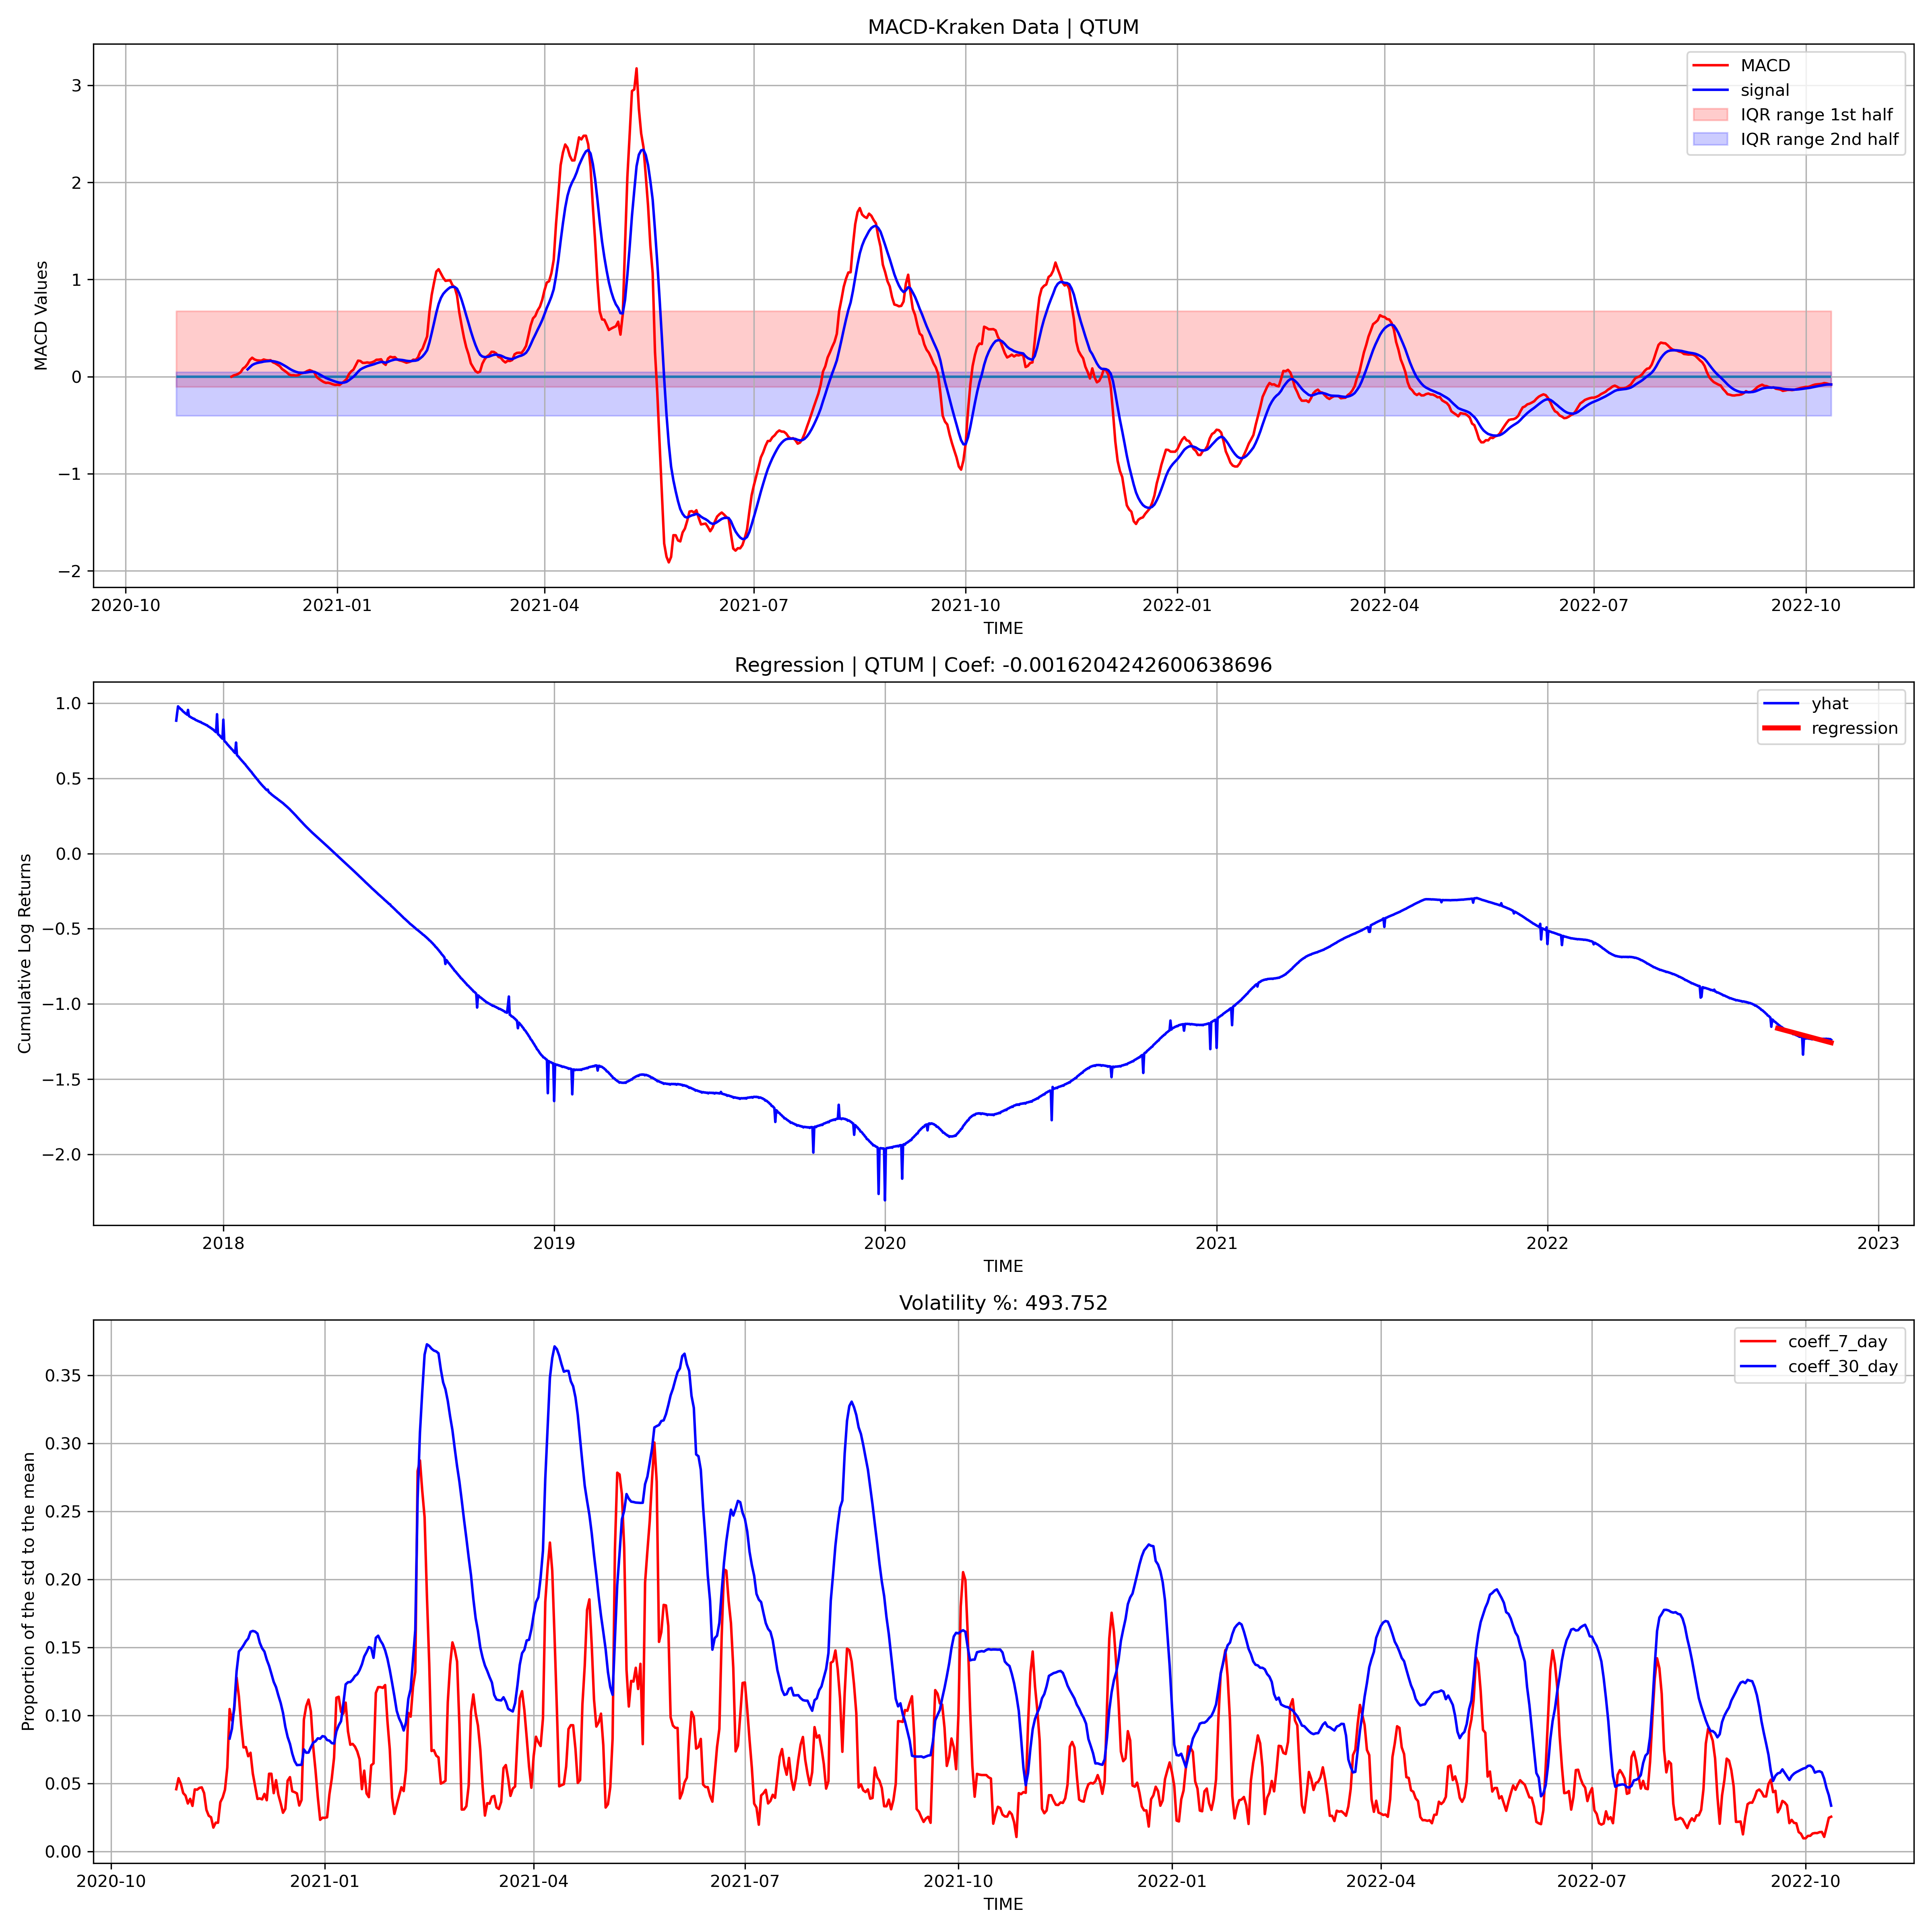 MACD-Kraken Data | QTUM
MACD
signal
IQR range 1st half
IQR range 2nd half
3
2
1
0
−1
−2
MACD Values
2020-10 2021-01 2021-04 2021-07 2021-10 2022-01 2022-04 2022-07 2022-10
TIME
Regression | QTUM | Coef: -0.0016204242600638696
yhat
regression
1.0
0.5
0.0
−0.5
−1.0
−1.5
−2.0
Cumulative Log Returns
2018 2019 2020 2021 2022 2023
TIME
Volatility %: 493.752
coeff_7_day
coeff_30_day
0.35
0.30
0.25
0.20
0.15
0.10
0.05
0.00
Proportion of the std to the mean
2020-10 2021-01 2021-04 2021-07 2021-10 2022-01 2022-04 2022-07 2022-10
TIME